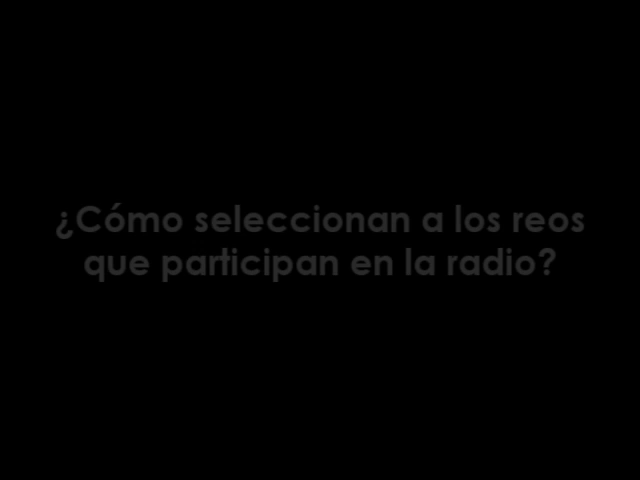 ¿Cómo seleccionan a los reos
que participan en la radio?